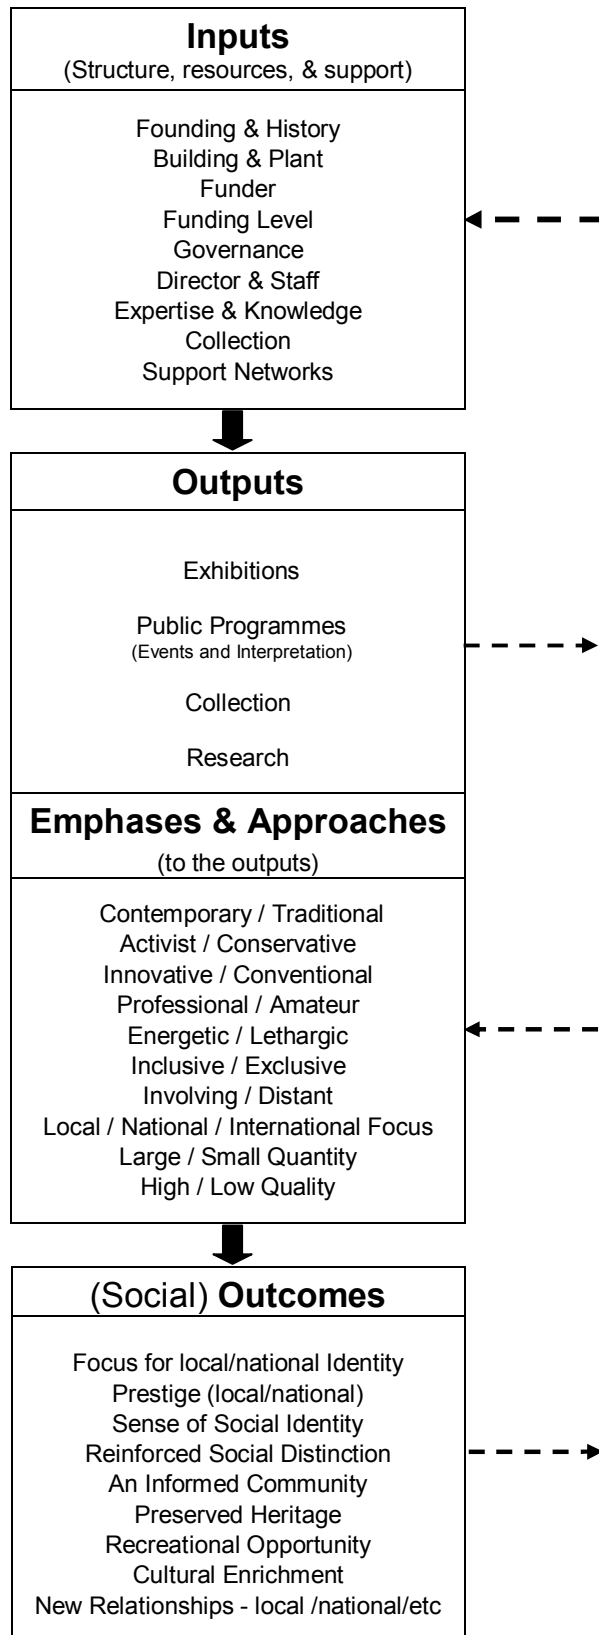 Inputs
(Structure, resources, & support)
Founding & History
Building & Plant
Funder
Funding Level
Governance
Director & Staff
Expertise & Knowledge
Collection
Support Networks
Outputs
Exhibitions
Public Programmes
(Events and Interpretation)
Collection
Research
Emphases & Approaches
(to the outputs)
Contemporary / Traditional
Activist / Conservative
Innovative / Conventional
Professional / Amateur
Energetic / Lethargic
Inclusive / Exclusive
Involving / Distant
Local / National / International Focus
Large / Small Quantity
High / Low Quality
(Social) Outcomes
Focus for local/national Identity
Prestige (local/national)
Sense of Social Identity
Reinforced Social Distinction
An Informed Community
Preserved Heritage
Recreational Opportunity
Cultural Enrichment
New Relationships - local /national/etc